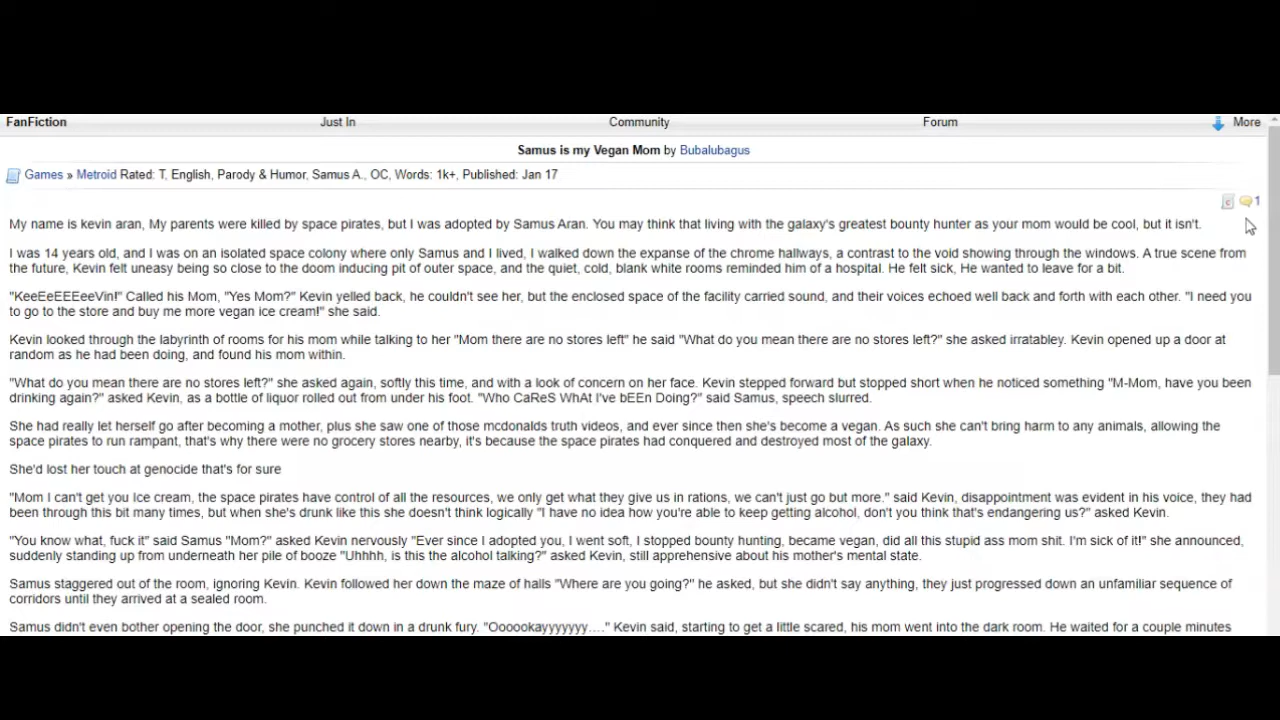 FanFiction Just In Community Forum More
Samus is my Vegan Mom by Bubalubagus
Games » Metroid Rated: T, English, Parody & Humor, Samus A., OC, Words: 1k+, Published: Jan 17
c 1
My name is kevin aran, My parents were killed by space pirates, but I was adopted by Samus Aran. You may think that living with the galaxy's greatest bounty hunter as your mom would be cool, but it isn't.
I was 14 years old, and I was on an isolated space colony where only Samus and I lived, I walked down the expanse of the chrome hallways, a contrast to the void showing through the windows. A true scene from
the future, Kevin felt uneasy being so close to the doom inducing pit of outer space, and the quiet, cold, blank white rooms reminded him of a hospital. He felt sick, He wanted to leave for a bit.
"KeeEeEEEeeVin!" Called his Mom, "Yes Mom?" Kevin yelled back, he couldn't see her, but the enclosed space of the facility carried sound, and their voices echoed well back and forth with each other. "I need you
to go to the store and buy me more vegan ice cream!" she said.
Kevin looked through the labyrinth of rooms for his mom while talking to her "Mom there are no stores left" he said "What do you mean there are no stores left?" she asked irratabley. Kevin opened up a door at
random as he had been doing, and found his mom within.
"What do you mean there are no stores left?" she asked again, softly this time, and with a look of concern on her face. Kevin stepped forward but stopped short when he noticed something "M-Mom, have you been
drinking again?" asked Kevin, as a bottle of liquor rolled out from under his foot. "Who CaReS WhAt I've bEEn Doing?" said Samus, speech slurred.
She had really let herself go after becoming a mother, plus she saw one of those mcdonalds truth videos, and ever since then she's become a vegan. As such she can't bring harm to any animals, allowing the
space pirates to run rampant, that's why there were no grocery stores nearby, it's because the space pirates had conquered and destroyed most of the galaxy.
She'd lost her touch at genocide that's for sure
"Mom I can't get you Ice cream, the space pirates have control of all the resources, we only get what they give us in rations, we can't just go but more." said Kevin, disappointment was evident in his voice, they had
been through this bit many times, but when she's drunk like this she doesn't think logically "I have no idea how you're able to keep getting alcohol, don't you think that's endangering us?" asked Kevin.
"You know what, fuck it" said Samus "Mom?" asked Kevin nervously "Ever since I adopted you, I went soft, I stopped bounty hunting, became vegan, did all this stupid ass mom shit. I'm sick of it!" she announced,
suddenly standing up from underneath her pile of booze "Uhhhh, is this the alcohol talking?" asked Kevin, still apprehensive about his mother's mental state.
Samus staggered out of the room, ignoring Kevin. Kevin followed her down the maze of halls "Where are you going?" he asked, but she didn't say anything, they just progressed down an unfamiliar sequence of
corridors until they arrived at a sealed room.
Samus didn't even bother opening the door, she punched it down in a drunk fury. "Oooookayyyyyyy...." Kevin said, starting to get a little scared, his mom went into the dark room. He waited for a couple minutes